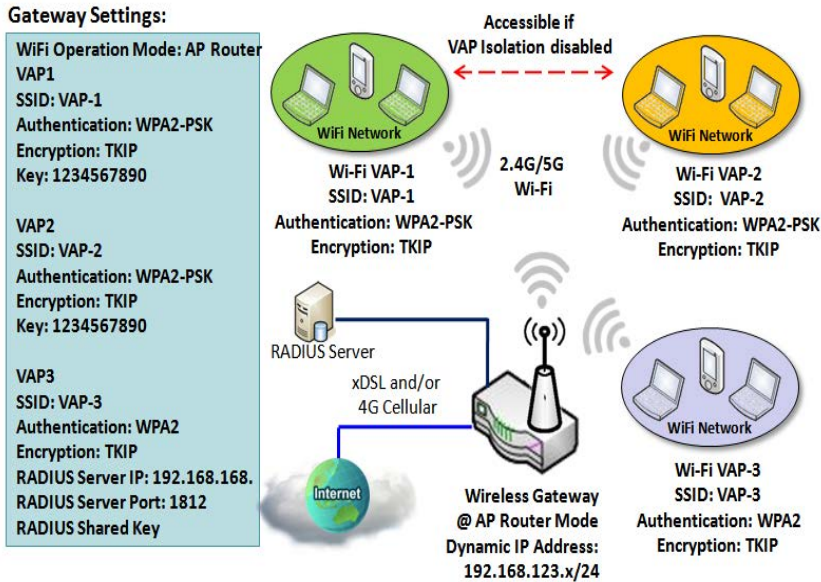 Gateway Settings:
WiFi Operation Mode: AP Router
VAP1
SSID: VAP-1
Authentication: WPA2-PSK
Encryption: TKIP
Key: 1234567890
VAP2
SSID: VAP-2
Authentication: WPA2-PSK
Encryption: TKIP
Key: 1234567890
VAP3
SSID: VAP-3
Authentication: WPA2
Encryption: TKIP
RADIUS Server IP: 192.168.168.
RADIUS Server Port: 1812
RADIUS Shared Key
Accessible if
VAP Isolation disabled
WiFi Network
Wi-Fi VAP-1
SSID: VAP-1
Authentication: WPA2-PSK
Encryption: TKIP
2.4G/5G
Wi-Fi
WiFi Network
Wi-Fi VAP-2
SSID: VAP-2
Authentication: WPA2-PSK
Encryption: TKIP
RADIUS Server
xDSL and/or
4G Cellular
Internet
Wireless Gateway
@ AP Router Mode
Dynamic IP Address:
192.168.123.x/24
WiFi Network
Wi-Fi VAP-3
SSID: VAP-3
Authentication: WPA2
Encryption: TKIP